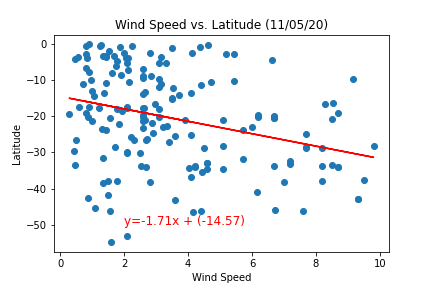 Wind Speed vs. Latitude (11/05/20)
0
−10
−20
−30
−40
−50
Latitude
y=-1.71x + (-14.57)
0 2 4 6 8 10
Wind Speed